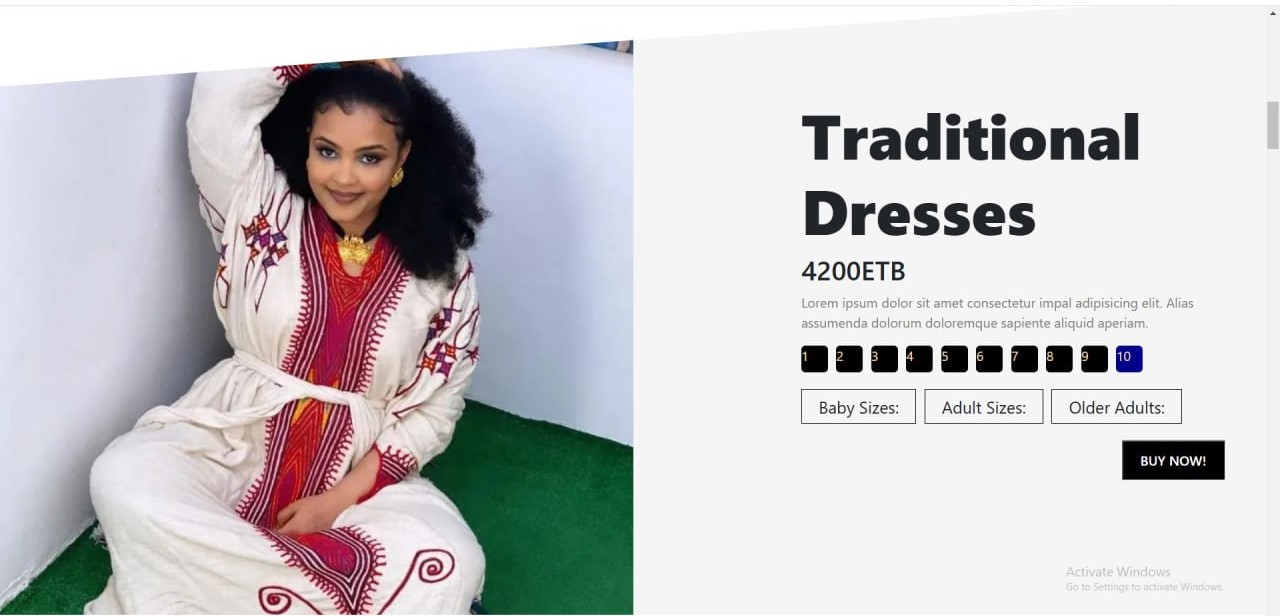 Traditional
Dresses
4200ETB
Lorem ipsum dolor sit amet consectetur impal adipisicing elit. Alias
assumenda dolorum doloremque sapiente aliquid aperiam.
1 2 3 4 5 6 7 8 9 10
Baby Sizes: Adult Sizes: Older Adults:
BUY NOW!
Activate Windows
Go to Settings to activate Windows.